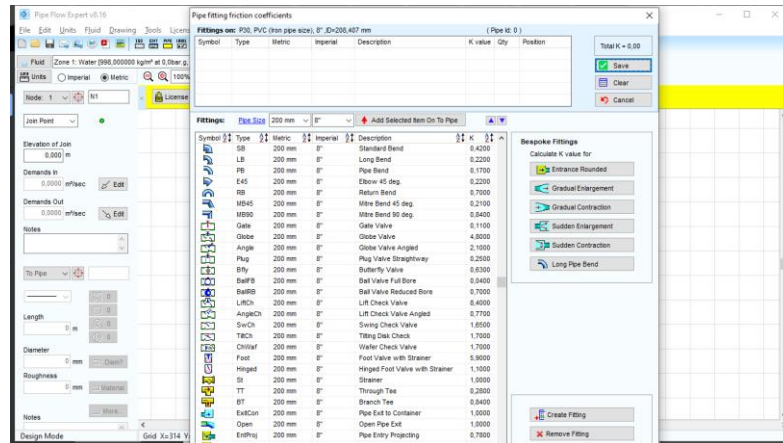 Pipe Flow Expert v8.16
File Edit Units Fluid Drawing Tools Licens
Fluid Zone 1: Water [998,000000 kg/m³ at 0,0bar.g,
Units Imperial Metric 100%
Node: 1 N1 License
Join Point
Elevation of Join
0,000 m
Demands In
0,0000 m³/sec Edit
Demands Out
0,0000 m³/sec Edit
Notes
To Pipe
Length
0 m
Diameter
0 mm Diam?
Roughness
0 mm Material
More...
Notes
Design Mode Grid X=314 Y
Pipe fitting friction coefficients
Fittings on: P30, PVC (Iron pipe size), 8" ,ID=206,407 mm (Pipe Id: 0 )
Symbol Type Metric Imperial Description K value Qty Position
Total K = 0,00
Save
Clear
Cancel
Fittings: Pipe Size 200 mm 8" Add Selected Item On To Pipe
Symbol Type Metric Imperial Description K
SB 200 mm 8" Standard Bend 0,4200
LB 200 mm 8" Long Bend 0,2200
PB 200 mm 8" Pipe Bend 0,1700
E45 200 mm 8" Elbow 45 deg. 0,2200
RB 200 mm 8" Return Bend 0,7000
MB45 200 mm 8" Mitre Bend 45 deg. 0,2100
MB90 200 mm 8" Mitre Bend 90 deg. 0,8400
Gate 200 mm 8" Gate Valve 0,1100
Globe 200 mm 8" Globe Valve 4,8000
Angle 200 mm 8" Globe Valve Angled 2,1000
Plug 200 mm 8" Plug Valve Straightway 0,2500
Bfly 200 mm 8" Butterfly Valve 0,6300
BallFB 200 mm 8" Ball Valve Full Bore 0,0400
BallRB 200 mm 8" Ball Valve Reduced Bore 0,7000
LiftCh 200 mm 8" Lift Check Valve 8,4000
AngleCh 200 mm 8" Lift Check Valve Angled 0,7700
SwCh 200 mm 8" Swing Check Valve 1,6500
TiltCh 200 mm 8" Tilting Disk Check 1,7000
ChWaf 200 mm 8" Wafer Check Valve 1,7000
Foot 200 mm 8" Foot Valve with Strainer 5,9000
Hinged 200 mm 8" Hinged Foot Valve with Strainer 1,1000
St 200 mm 8" Strainer 1,0000
TT 200 mm 8" Through Tee 0,2800
BT 200 mm 8" Branch Tee 0,8400
ExitCon 200 mm 8" Pipe Exit to Container 1,0000
Open 200 mm 8" Open Pipe Exit 1,0000
EntProj 200 mm 8" Pipe Entry Projecting 0,7800
Bespoke Fittings
Calculate K value for
Entrance Rounded
Gradual Enlargement
Gradual Contraction
Sudden Enlargement
Sudden Contraction
Long Pipe Bend
Create Fitting
Remove Fitting